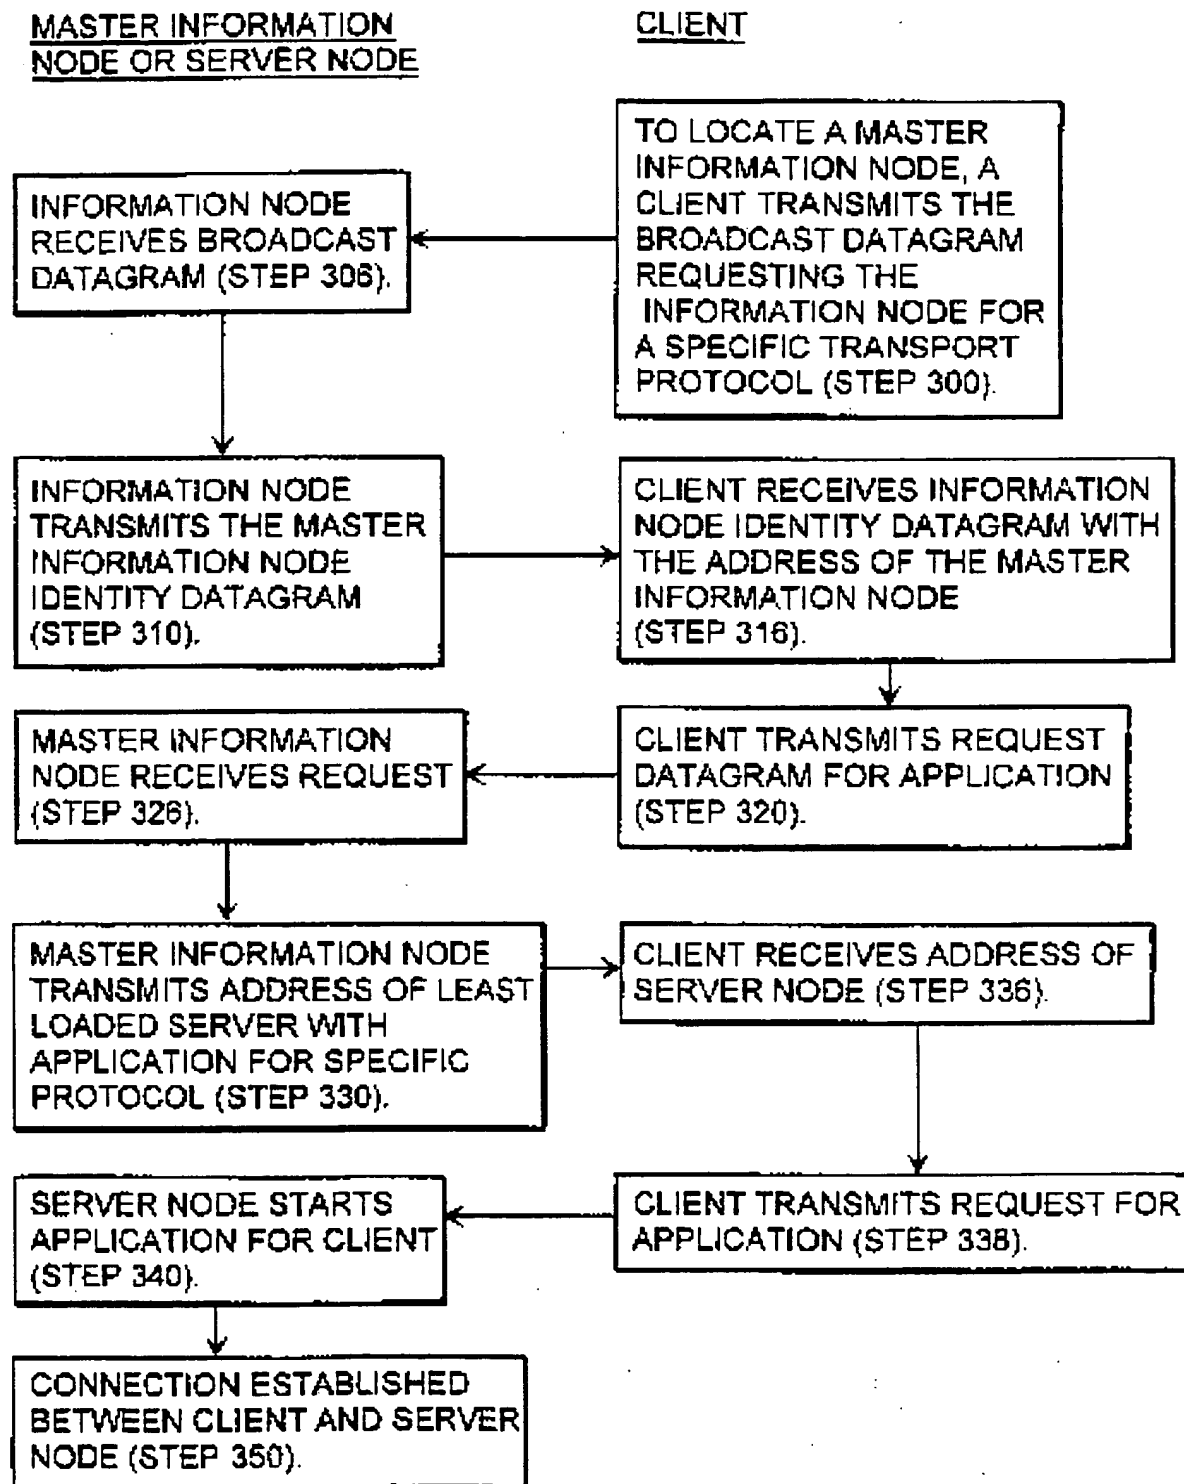 MASTER INFORMATION
NODE OR SERVER NODE
CLIENT
TO LOCATE A MASTER
INFORMATION NODE, A
CLIENT TRANSMITS THE
BROADCAST DATAGRAM
REQUESTING THE
INFORMATION NODE FOR
A SPECIFIC TRANSPORT
PROTOCOL (STEP 300).
INFORMATION NODE
RECEIVES BROADCAST
DATAGRAM (STEP 306).
INFORMATION NODE
TRANSMITS THE MASTER
INFORMATION NODE
IDENTITY DATAGRAM
(STEP 310).
CLIENT RECEIVES INFORMATION
NODE IDENTITY DATAGRAM WITH
THE ADDRESS OF THE MASTER
INFORMATION NODE
(STEP 316).
CLIENT TRANSMITS REQUEST
DATAGRAM FOR APPLICATION
(STEP 320).
MASTER INFORMATION
NODE RECEIVES REQUEST
(STEP 326).
MASTER INFORMATION NODE
TRANSMITS ADDRESS OF LEAST
LOADED SERVER WITH
APPLICATION FOR SPECIFIC
PROTOCOL (STEP 330).
CLIENT RECEIVES ADDRESS OF
SERVER NODE (STEP 336).
CLIENT TRANSMITS REQUEST FOR
APPLICATION (STEP 338).
SERVER NODE STARTS
APPLICATION FOR CLIENT
(STEP 340).
CONNECTION ESTABLISHED
BETWEEN CLIENT AND SERVER
NODE (STEP 350).